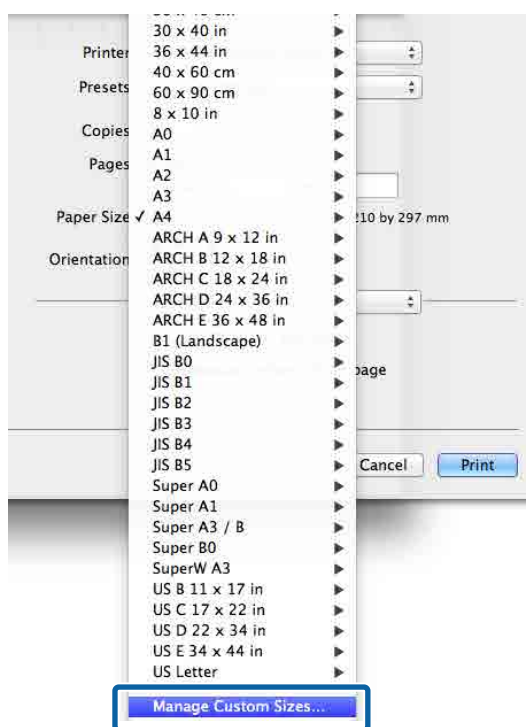 30 x 40 in
Printer 36 x 44 in
40 x 60 cm
Presets 60 x 90 cm
8 x 10 in
Copies A0
A1
Pages A2
A3
Paper Size ✓ A4 210 by 297 mm
ARCH A 9 x 12 in
Orientation ARCH B 12 x 18 in
ARCH C 18 x 24 in
ARCH D 24 x 36 in
ARCH E 36 x 48 in
B1 (Landscape)
JIS B0 page
JIS B1
JIS B2
JIS B3
JIS B4
JIS B5 Cancel Print
Super A0
Super A1
Super A3 / B
Super B0
SuperW A3
US B 11 x 17 in
US C 17 x 22 in
US D 22 x 34 in
US E 34 x 44 in
US Letter
Manage Custom Sizes...